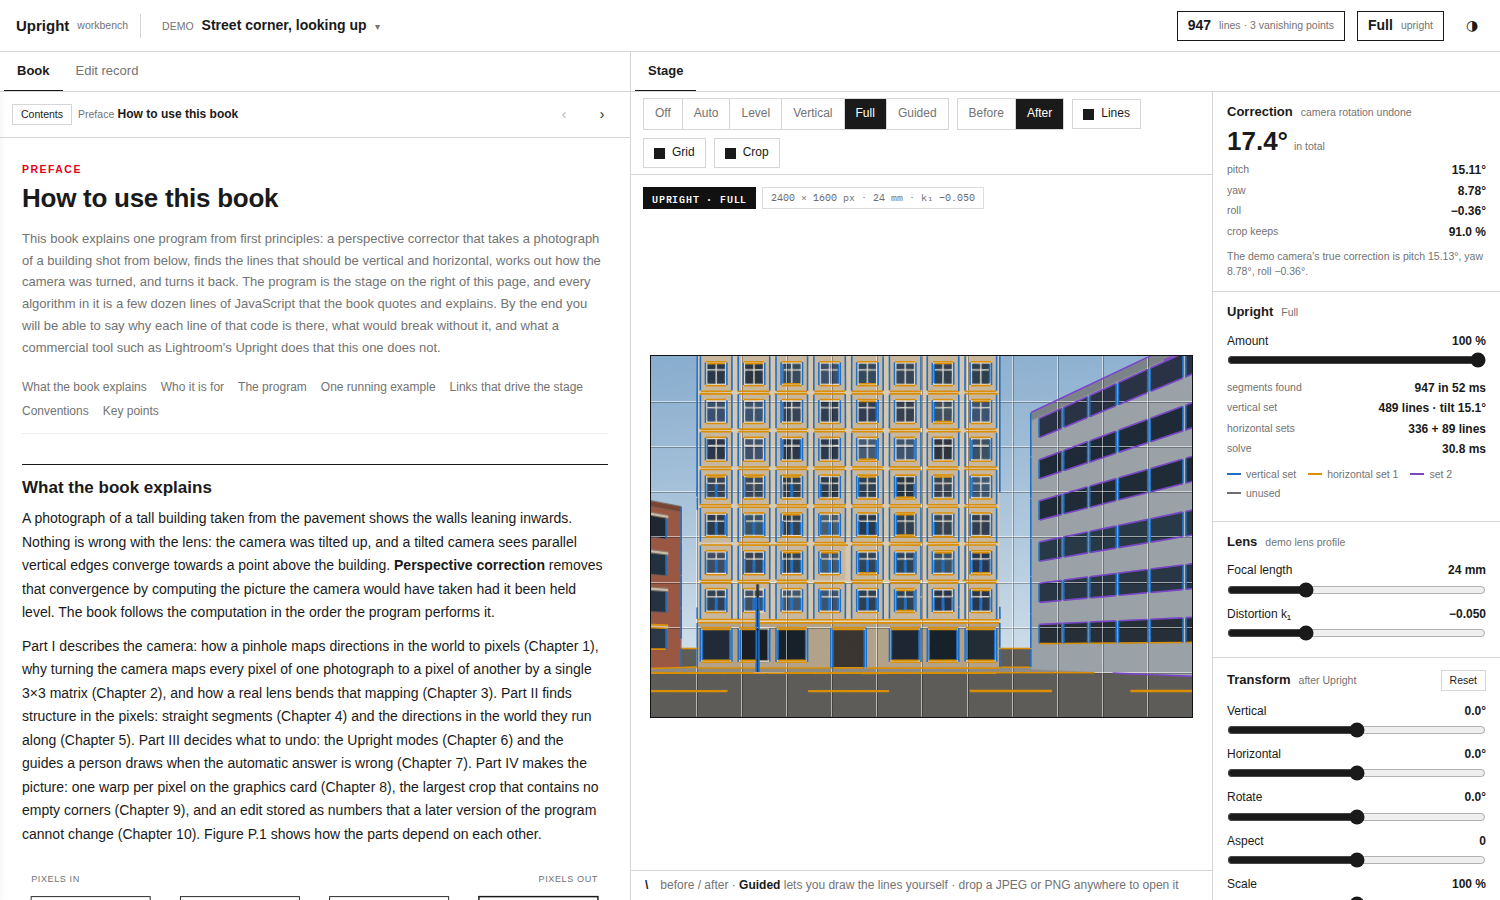 Upright workbench DEMO Street corner, looking up ▾ 947 lines · 3 vanishing points Full upright
Book Edit record
Contents Preface How to use this book ‹ ›
PREFACE
How to use this book
This book explains one program from first principles: a perspective corrector that takes a photograph
of a building shot from below, finds the lines that should be vertical and horizontal, works out how the
camera was turned, and turns it back. The program is the stage on the right of this page, and every
algorithm in it is a few dozen lines of JavaScript that the book quotes and explains. By the end you
will be able to say why each line of that code is there, what would break without it, and what a
commercial tool such as Lightroom's Upright does that this one does not.
What the book explains Who it is for The program One running example Links that drive the stage
Conventions Key points
What the book explains
A photograph of a tall building taken from the pavement shows the walls leaning inwards.
Nothing is wrong with the lens: the camera was tilted up, and a tilted camera sees parallel
vertical edges converge towards a point above the building. Perspective correction removes
that convergence by computing the picture the camera would have taken had it been held
level. The book follows the computation in the order the program performs it.
Part I describes the camera: how a pinhole maps directions in the world to pixels (Chapter 1),
why turning the camera maps every pixel of one photograph to a pixel of another by a single
3×3 matrix (Chapter 2), and how a real lens bends that mapping (Chapter 3). Part II finds
structure in the pixels: straight segments (Chapter 4) and the directions in the world they run
along (Chapter 5). Part III decides what to undo: the Upright modes (Chapter 6) and the
guides a person draws when the automatic answer is wrong (Chapter 7). Part IV makes the
picture: one warp per pixel on the graphics card (Chapter 8), the largest crop that contains no
empty corners (Chapter 9), and an edit stored as numbers that a later version of the program
cannot change (Chapter 10). Figure P.1 shows how the parts depend on each other.
PIXELS IN PIXELS OUT
Stage
Off Auto Level Vertical Full Guided Before After Lines
Grid Crop
UPRIGHT · FULL 2400 × 1600 px · 24 mm · k₁ −0.050
\ before / after · Guided lets you draw the lines yourself · drop a JPEG or PNG anywhere to open it
Correction camera rotation undone
17.4° in total
pitch 15.11°
yaw 8.78°
roll −0.36°
crop keeps 91.0 %
The demo camera's true correction is pitch 15.13°, yaw
8.78°, roll −0.36°.
Upright Full
Amount 100 %
segments found 947 in 52 ms
vertical set 489 lines · tilt 15.1°
horizontal sets 336 + 89 lines
solve 30.8 ms
vertical set horizontal set 1 set 2
unused
Lens demo lens profile
Focal length 24 mm
Distortion k₁ −0.050
Transform after Upright Reset
Vertical 0.0°
Horizontal 0.0°
Rotate 0.0°
Aspect 0
Scale 100 %